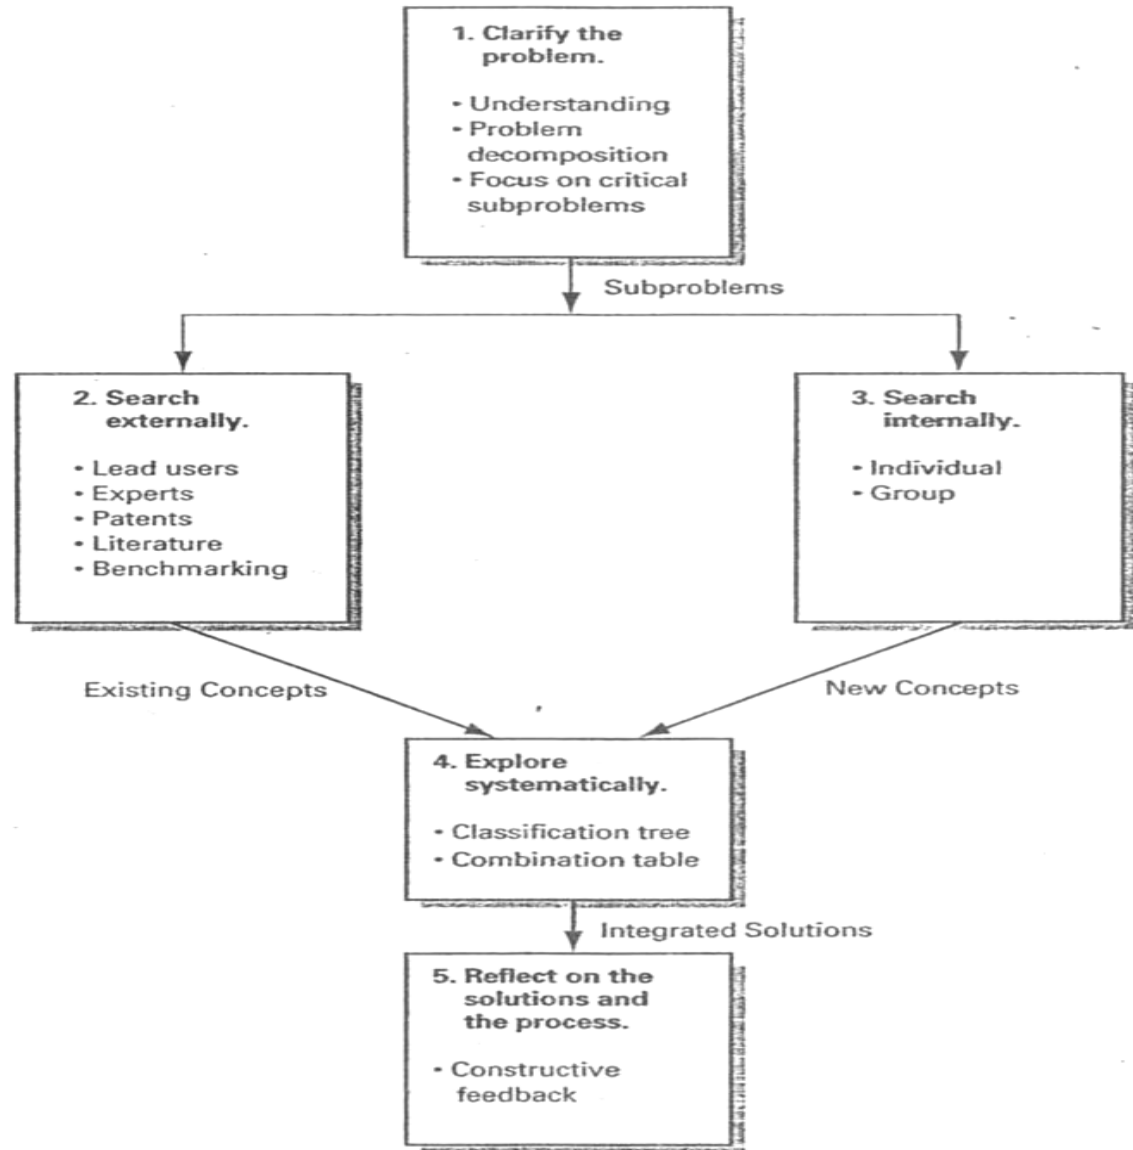 1. Clarify the
problem.
• Understanding
• Problem
decomposition
• Focus on critical
subproblems
Subproblems
2. Search
externally.
• Lead users
• Experts
• Patents
• Literature
• Benchmarking
3. Search
internally.
• Individual
• Group
Existing Concepts
New Concepts
4. Explore
systematically.
• Classification tree
• Combination table
Integrated Solutions
5. Reflect on the
solutions and
the process.
• Constructive
feedback